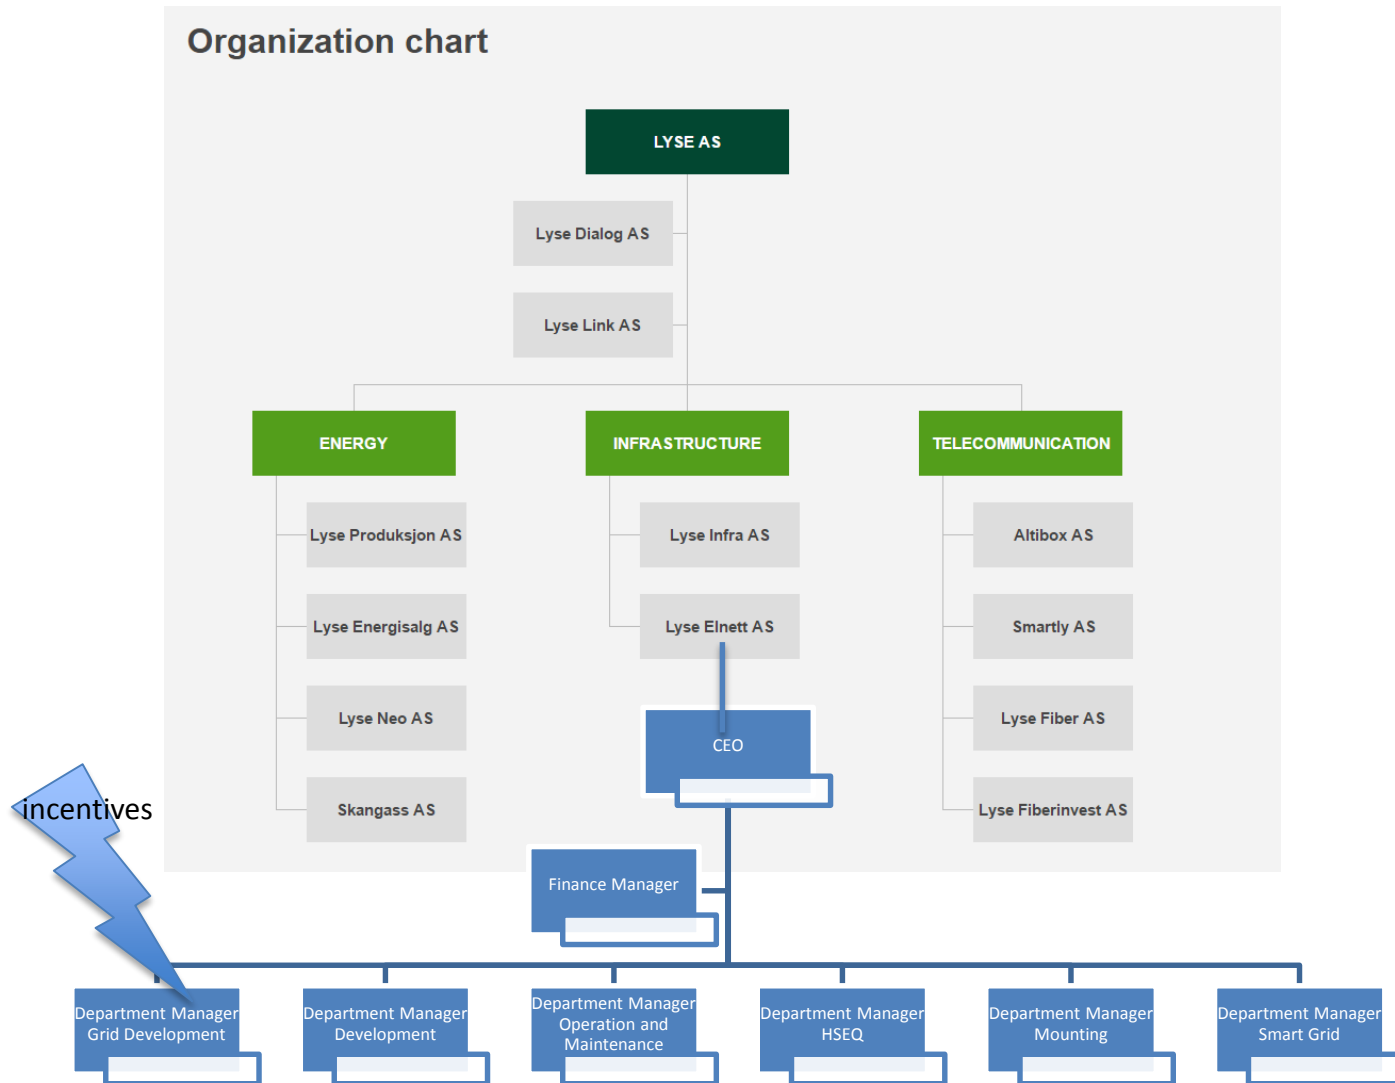 Organization chart
LYSE AS
Lyse Dialog AS
Lyse Link AS
ENERGY
INFRASTRUCTURE
TELECOMMUNICATION
Lyse Produksjon AS
Lyse Infra AS
Altibox AS
Lyse Energisalg AS
Lyse Elnett AS
Smartly AS
Lyse Neo AS
CEO
Lyse Fiber AS
incentives
Skangass AS
Lyse Fiberinvest AS
Finance Manager
Department Manager
Grid Development
Department Manager
Development
Department Manager
Operation and
Maintenance
Department Manager
HSEQ
Department Manager
Mounting
Department Manager
Smart Grid